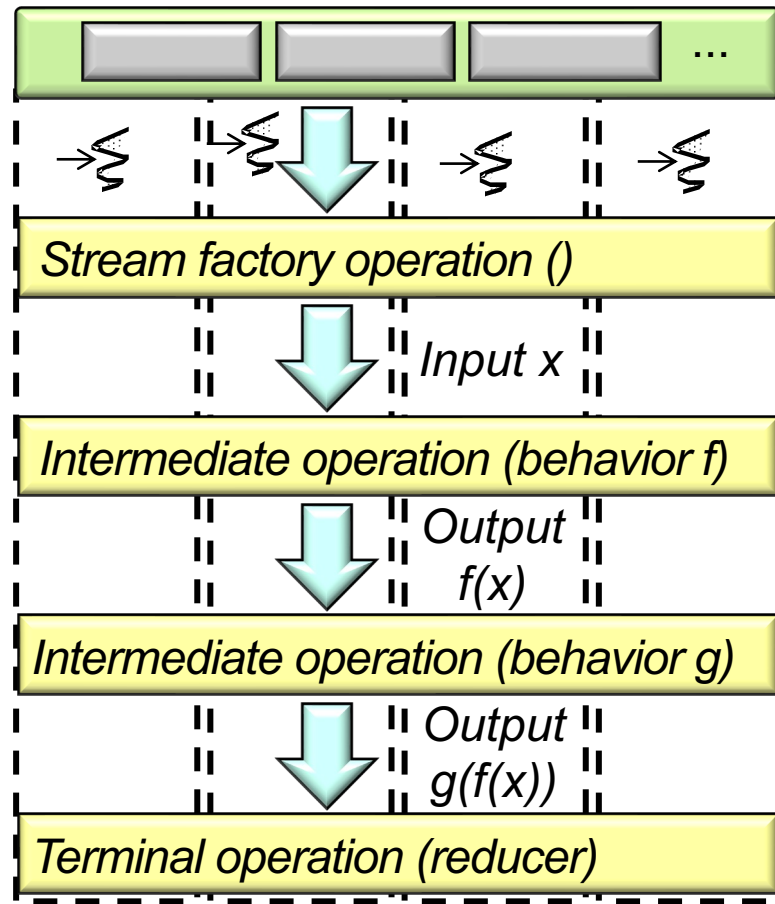 ...
Stream factory operation ()
Input x
Intermediate operation (behavior f)
Output
f(x)
Intermediate operation (behavior g)
Output
g(f(x))
Terminal operation (reducer)